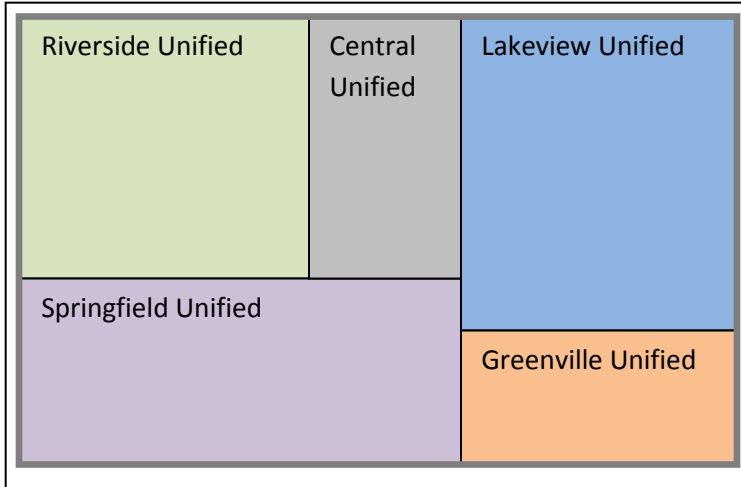 Riverside Unified
Central
Unified
Lakeview Unified
Springfield Unified
Greenville Unified